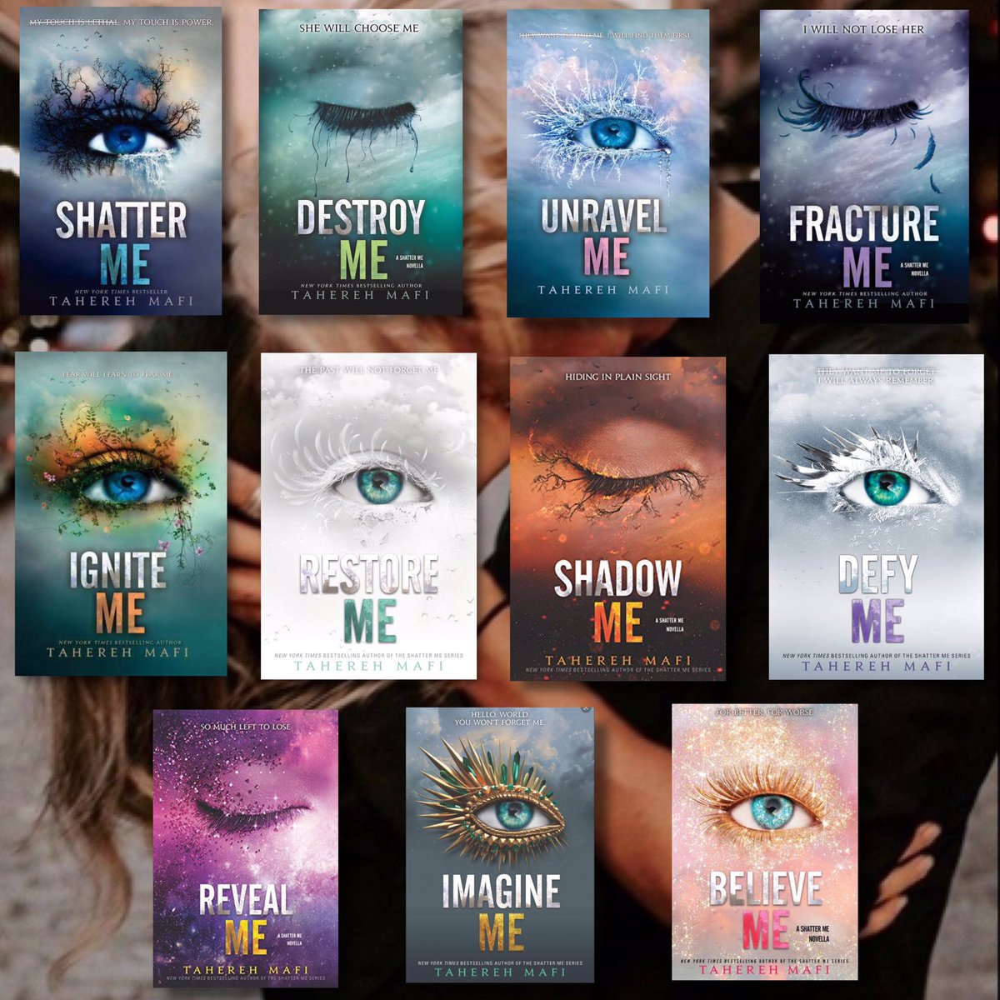 MY TOUCH IS LETHAL MY TOUCH IS POWER.
SHATTER
ME
NEW YORK TIMES BESTSELLER
TAHEREH MAFI
SHE WILL CHOOSE ME
DESTROY
ME
A SHATTER ME
NOVELLA
NEW YORK TIMES BESTSELLING AUTHOR
TAHEREH MAFI
THEY WANT TO FIND ME I WILL FIND THEM FIRST.
UNRAVEL
ME
TAHEREH MAFI
I WILL NOT LOSE HER
FRACTURE
ME
A SHATTER ME
NOVELLA
NEW YORK TIMES BESTSELLING AUTHOR
TAHEREH MAFI
FEAR WILL LEARN TO FEAR ME
IGNITE
ME
NEW YORK TIMES BESTSELLING AUTHOR
TAHEREH MAFI
THE PAST WILL NOT FORGET ME
RESTORE
ME
NEW YORK TIMES BESTSELLING AUTHOR OF THE SHATTER ME SERIES
TAHEREH MAFI
HIDING IN PLAIN SIGHT
SHADOW
ME
A SHATTER ME
NOVELLA
TAHEREH MAFI
NEW YORK TIMES BESTSELLING AUTHOR OF THE SHATTER ME SERIES
THEY WANT ME TO FORGET,
I WILL ALWAYS REMEMBER.
DEFY
ME
NEW YORK TIMES BESTSELLING AUTHOR OF THE SHATTER ME SERIES
TAHEREH MAFI
SO MUCH LEFT TO LOSE
REVEAL
ME
A SHATTER ME
NOVELLA
TAHEREH MAFI
NEW YORK TIMES BESTSELLING AUTHOR OF THE SHATTER ME SERIES
HELLO, WORLD.
YOU WON'T FORGET ME.
IMAGINE
ME
NEW YORK TIMES BESTSELLING AUTHOR OF THE SHATTER ME SERIES
TAHEREH MAFI
FOR BETTER, FOR WORSE
BELIEVE
ME
A SHATTER ME
NOVELLA
NEW YORK TIMES BESTSELLING AUTHOR OF THE SHATTER ME SERIES
TAHEREH MAFI